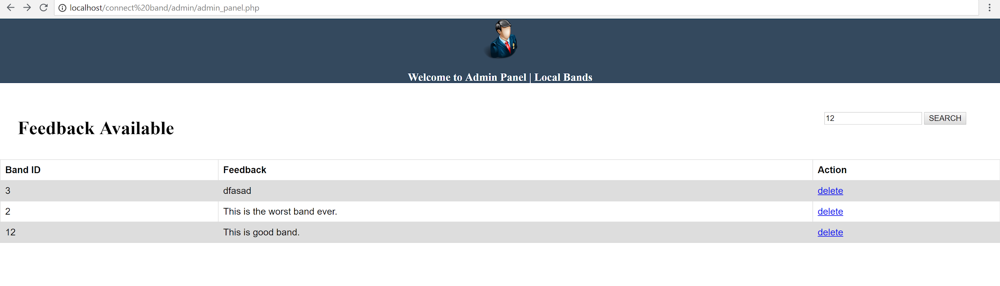 localhost/connect%20band/admin/admin_panel.php
Welcome to Admin Panel | Local Bands
12 SEARCH
Feedback Available
Band ID Feedback Action
3 dfasad delete
2 This is the worst band ever. delete
12 This is good band. delete